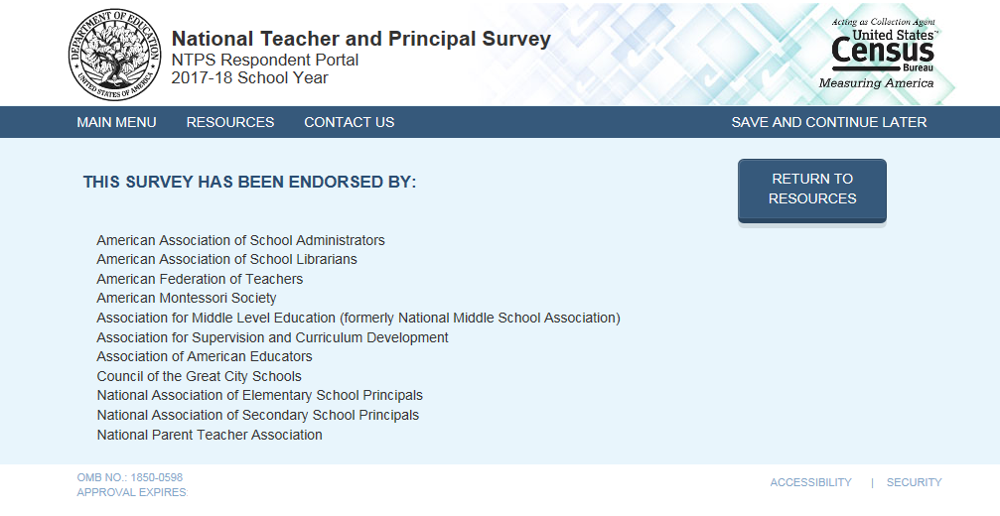 DEPARTMENT OF EDUCATION
UNITED STATES OF AMERICA
National Teacher and Principal Survey
NTPS Respondent Portal
2017-18 School Year
Acting as Collection Agent
United States™
Census
Bureau
Measuring America
MAIN MENU RESOURCES CONTACT US SAVE AND CONTINUE LATER
THIS SURVEY HAS BEEN ENDORSED BY:
RETURN TO
RESOURCES
American Association of School Administrators
American Association of School Librarians
American Federation of Teachers
American Montessori Society
Association for Middle Level Education (formerly National Middle School Association)
Association for Supervision and Curriculum Development
Association of American Educators
Council of the Great City Schools
National Association of Elementary School Principals
National Association of Secondary School Principals
National Parent Teacher Association
OMB NO.: 1850-0598
APPROVAL EXPIRES
ACCESSIBILITY | SECURITY